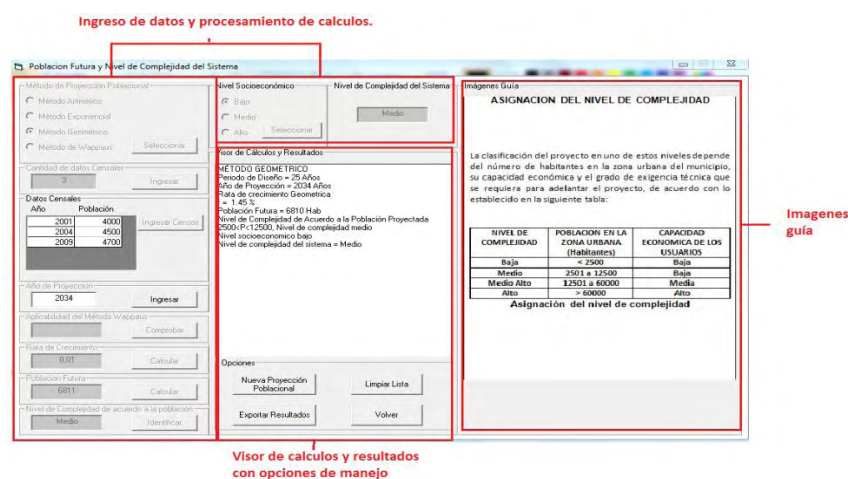 Ingreso de datos y procesamiento de calculos.
Poblacion Futura y Nivel de Complejidad del Sistema
Método de Proyección Poblacional
Método Aritmético
Método Exponencial
Método Geométrico
Método de Wappaus
Seleccionar
Cantidad de datos Censales
3
Ingresar
Datos Censales
Año Población
2001 4000
2004 4500
2009 4700
Ingresar Censos
Año de Proyección
2034
Ingresar
Aplicabilidad del Método Wappaus
Comprobar
Rata de Crecimiento
0,01
Calcular
Población Futura
6811
Calcular
Nivel de Complejidad de acuerdo a la población
Medio
Identificar
Nivel Socioeconómico
Bajo
Medio
Alto
Seleccionar
Nivel de Complejidad del Sistema
Medio
Visor de Cálculos y Resultados
MÉTODO GEOMETRICO
Periodo de Diseño = 25 Años
Año de Proyección = 2034 Años
Rata de crecimiento Geometrica
= 1.45 %
Población Futura = 6810 Hab
Nivel de Complejidad de Acuerdo a la Población Proyectada
2500<P<12500, Nivel de complejidad medio
Nivel socioeconomico bajo
Nivel de complejidad del sistema = Medio
Opciones
Nueva Proyección
Poblacional
Limpiar Lista
Exportar Resultados
Volver
Imágenes Guía
ASIGNACION DEL NIVEL DE COMPLEJIDAD
La clasificación del proyecto en uno de estos niveles depende
del número de habitantes en la zona urbana del municipio,
su capacidad económica y el grado de exigencia técnica que
se requiera para adelantar el proyecto, de acuerdo con lo
establecido en la siguiente tabla:
NIVEL DE COMPLEJIDAD POBLACION EN LA ZONA URBANA (Habitantes) CAPACIDAD ECONOMICA DE LOS USUARIOS
Baja < 2500 Baja
Medio 2501 a 12500 Baja
Medio Alto 12501 a 60000 Media
Alto > 60000 Alto
Asignación del nivel de complejidad
Imagenes
guía
Visor de calculos y resultados
con opciones de manejo